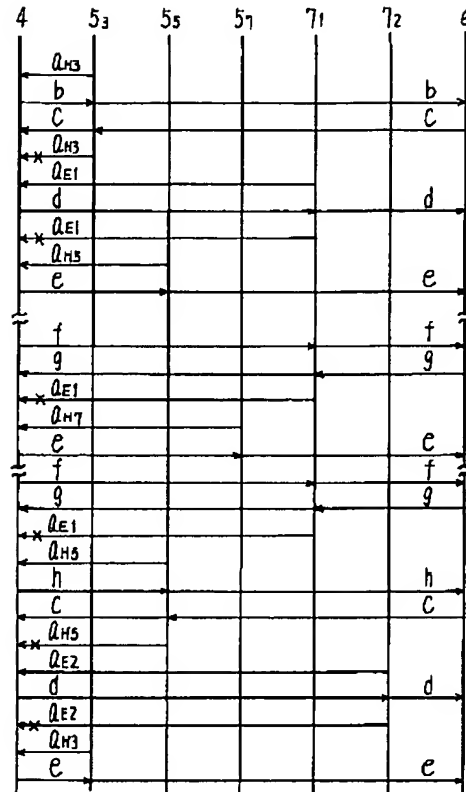 4 5₃ 5₅ 5₇ 7₁ 7₂ 6
a_H3
b b
c c
a_H3
a_E1
d d
a_E1
a_H5
e e
f f
g g
a_E1
a_H7
e e
f f
g g
a_E1
a_H5
h h
c c
a_H5
a_E2
d d
a_E2
a_H3
e e